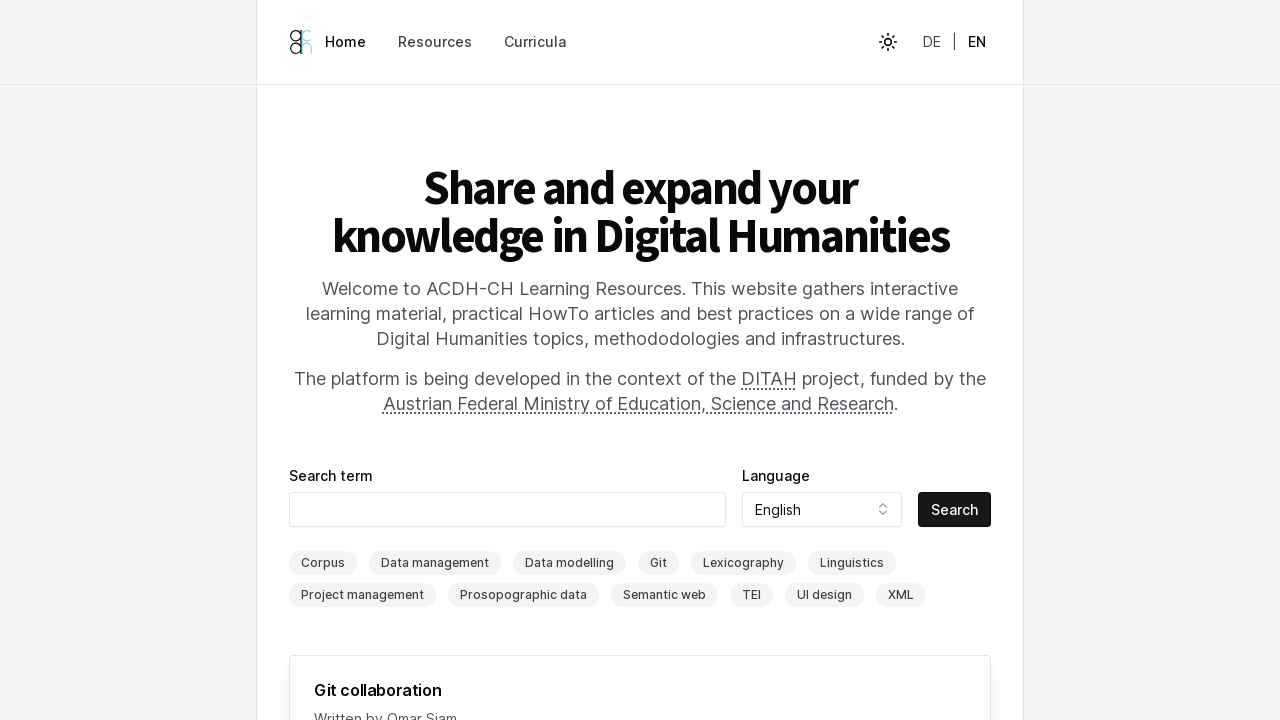 Home Resources Curricula DE | EN
Share and expand your
knowledge in Digital Humanities
Welcome to ACDH-CH Learning Resources. This website gathers interactive
learning material, practical HowTo articles and best practices on a wide range of
Digital Humanities topics, methododologies and infrastructures.
The platform is being developed in the context of the DITAH project, funded by the
Austrian Federal Ministry of Education, Science and Research.
Search term Language
English Search
Corpus Data management Data modelling Git Lexicography Linguistics
Project management Prosopographic data Semantic web TEI UI design XML
Git collaboration
Written by Omar Siam